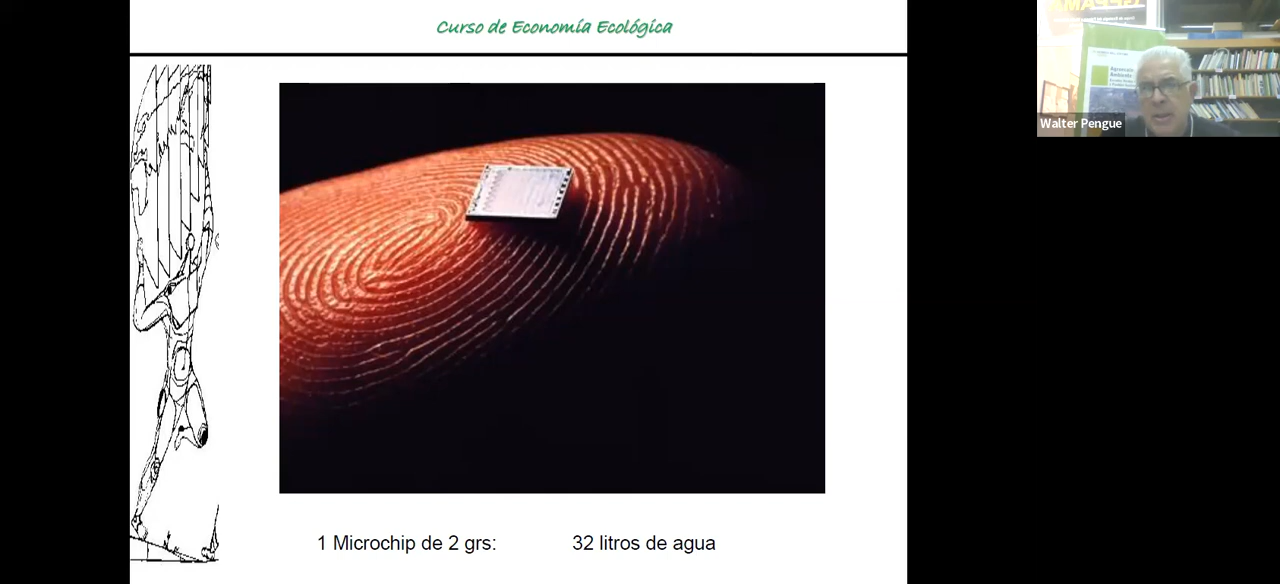 Curso de Economía Ecológica
Walter Pengue
1 Microchip de 2 grs: 32 litros de agua